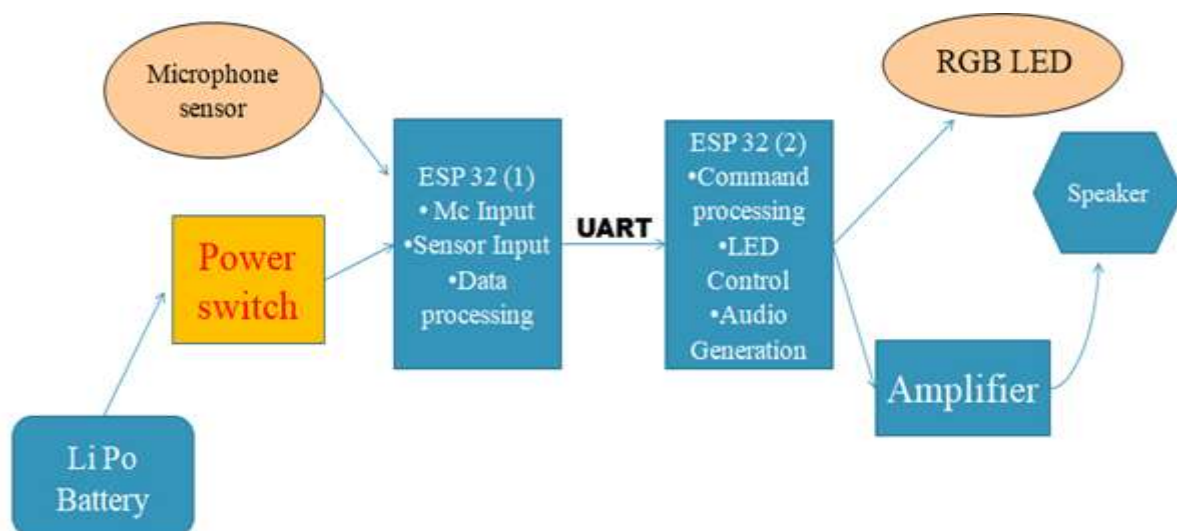 Microphone
sensor
RGB LED
ESP 32 (1)
• Mc Input
•Sensor Input
•Data
processing
UART
ESP 32 (2)
•Command
processing
•LED
Control
•Audio
Generation
Speaker
Power
switch
Amplifier
Li Po
Battery